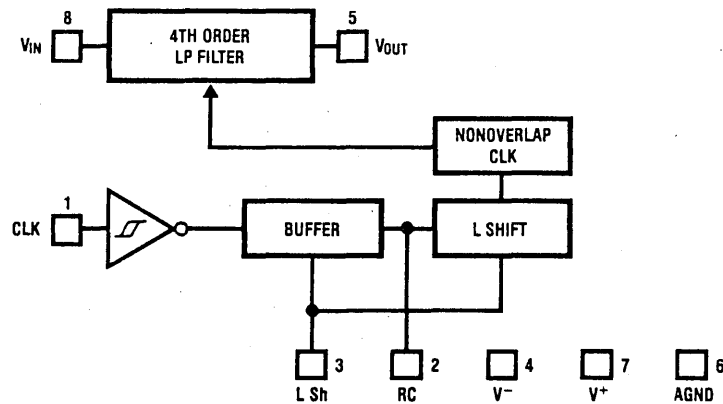 8
5
VIN
4TH ORDER
LP FILTER
VOUT
NONOVERLAP
CLK
1
CLK
BUFFER
L SHIFT
3
2
4
7
6
L Sh
RC
V−
V+
AGND